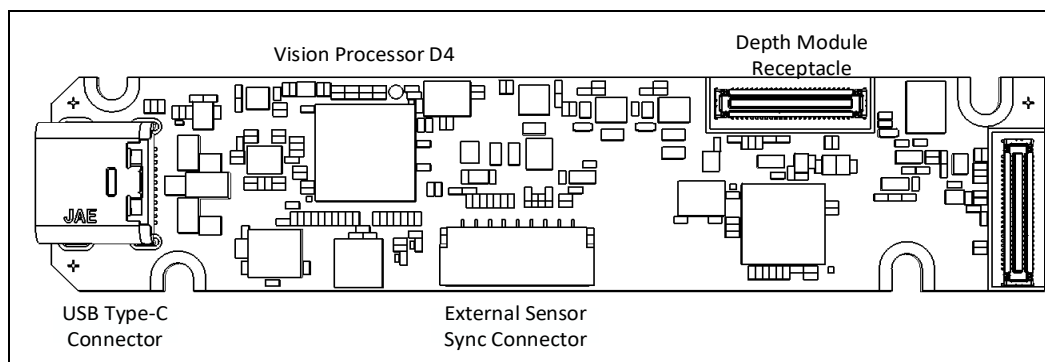 Vision Processor D4
Depth Module
Receptacle
JAE
USB Type-C
Connector
External Sensor
Sync Connector